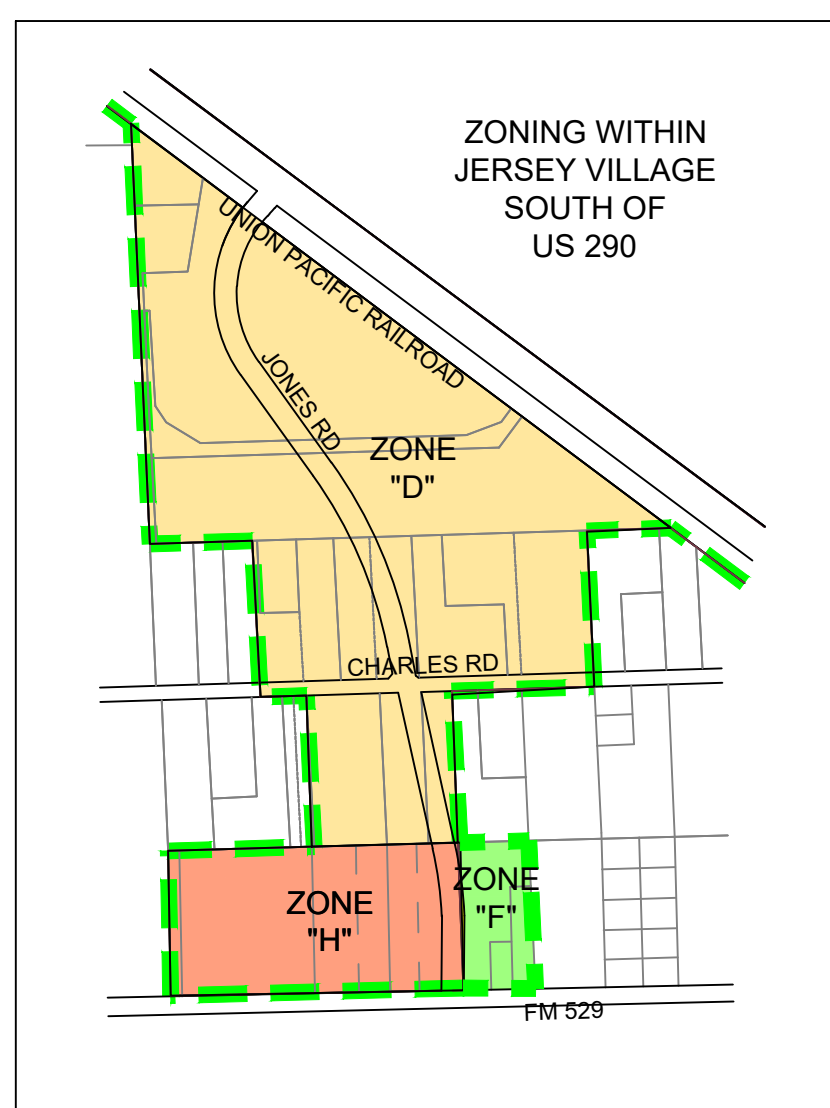 ZONING WITHIN
JERSEY VILLAGE
SOUTH OF
US 290
UNION PACIFIC RAILROAD
JONES RD
ZONE
"D"
CHARLES RD
ZONE
"H"
ZONE
"F"
FM 529